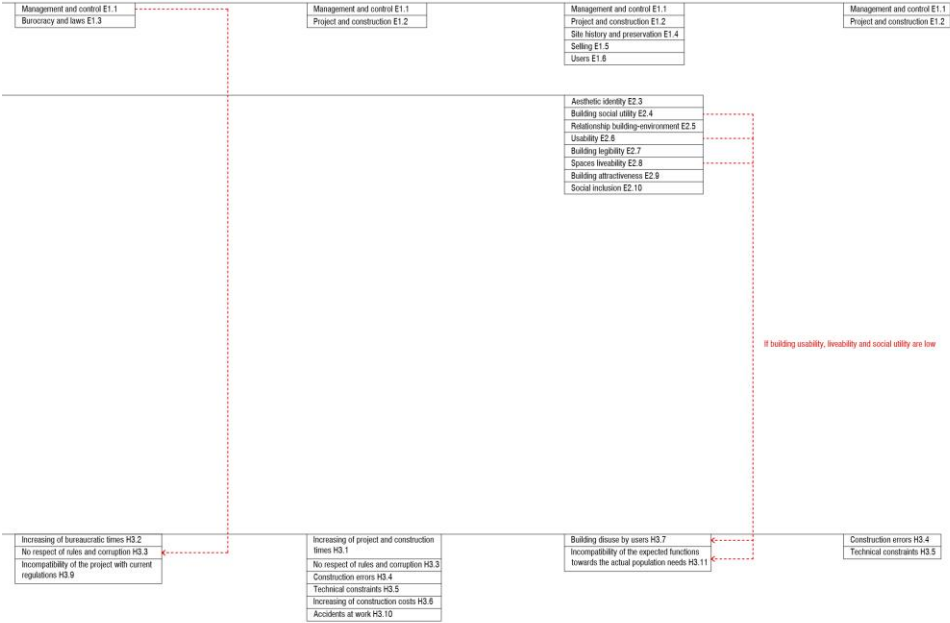 Management and control E1.1
Burocracy and laws E1.3
Management and control E1.1
Project and construction E1.2
Management and control E1.1
Project and construction E1.2
Site history and preservation E1.4
Selling E1.5
Users E1.6
Management and control E1.1
Project and construction E1.2
Aesthetic identity E2.3
Building social utility E2.4
Relationship building-environment E2.5
Usability E2.6
Building legibility E2.7
Spaces liveability E2.8
Building attractiveness E2.9
Social inclusion E2.10
If building usability, liveability and social utility are low
Increasing of bureaucratic times H3.2
No respect of rules and corruption H3.3
Incompatibility of the project with current
regulations H3.9
Increasing of project and construction
times H3.1
No respect of rules and corruption H3.3
Construction errors H3.4
Technical constraints H3.5
Increasing of construction costs H3.6
Accidents at work H3.10
Building disuse by users H3.7
Incompatibility of the expected functions
towards the actual population needs H3.11
Construction errors H3.4
Technical constraints H3.5